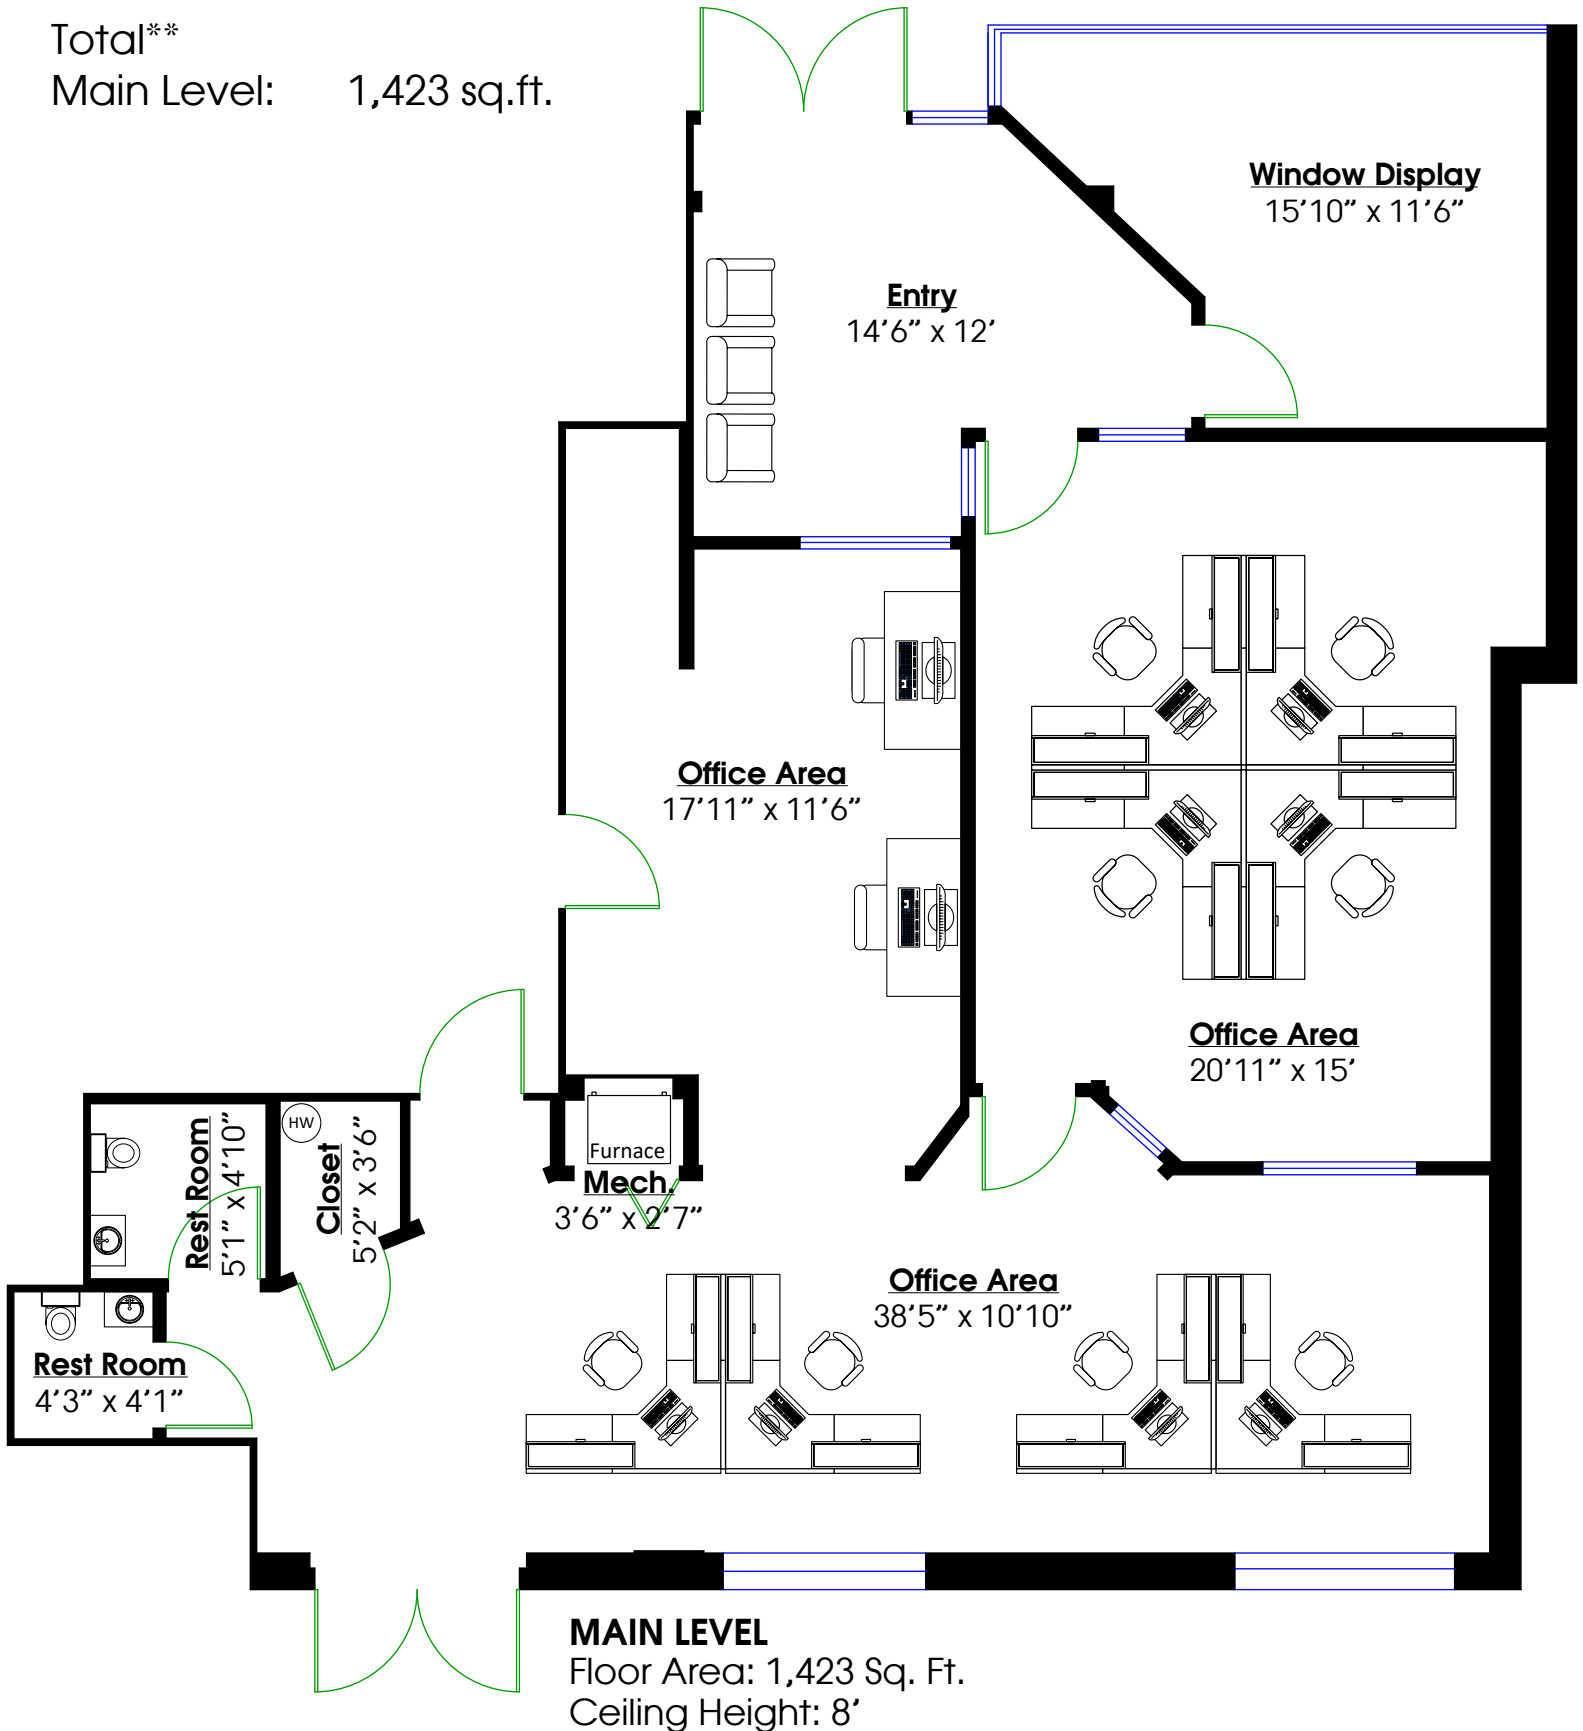 Total**
Main Level: 1,423 sq.ft.
Window Display
15'10" x 11'6"
Entry
14'6" x 12'
Office Area
17'11" x 11'6"
Office Area
20'11" x 15'
Rest Room
5'1" x 4'10"
HW
Closet
5'2" x 3'6"
Furnace
Mech.
3'6" x 2'7"
Office Area
38'5" x 10'10"
Rest Room
4'3" x 4'1"
MAIN LEVEL
Floor Area: 1,423 Sq. Ft.
Ceiling Height: 8'